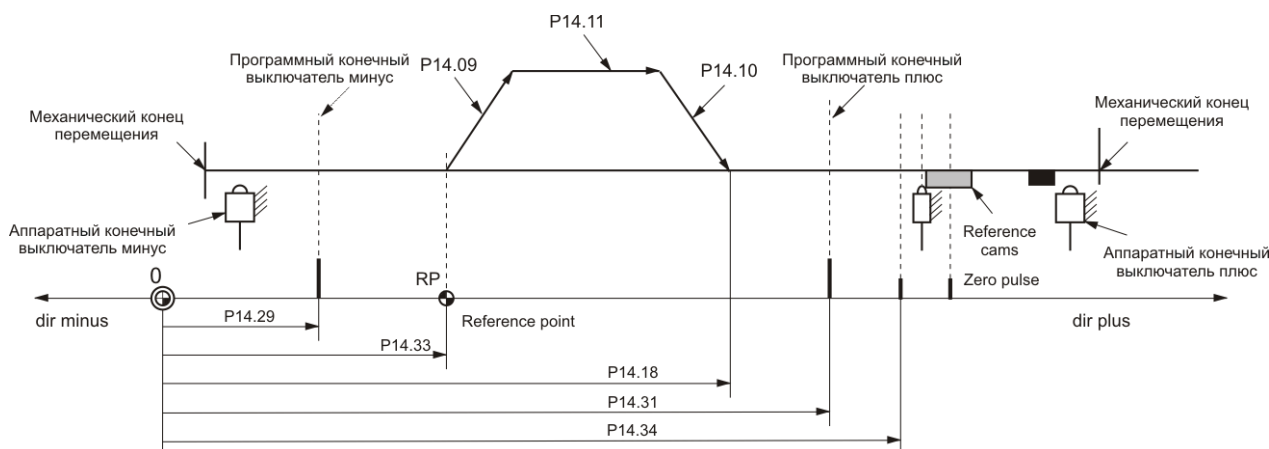 P14.11
Программный конечный
выключатель минус
P14.09
P14.10
Программный конечный
выключатель плюс
Механический конец
перемещения
Механический конец
перемещения
Аппаратный конечный
выключатель минус
Reference
cams
Аппаратный конечный
выключатель плюс
0
RP
Zero pulse
dir minus
Reference point
dir plus
P14.29
P14.33
P14.18
P14.31
P14.34